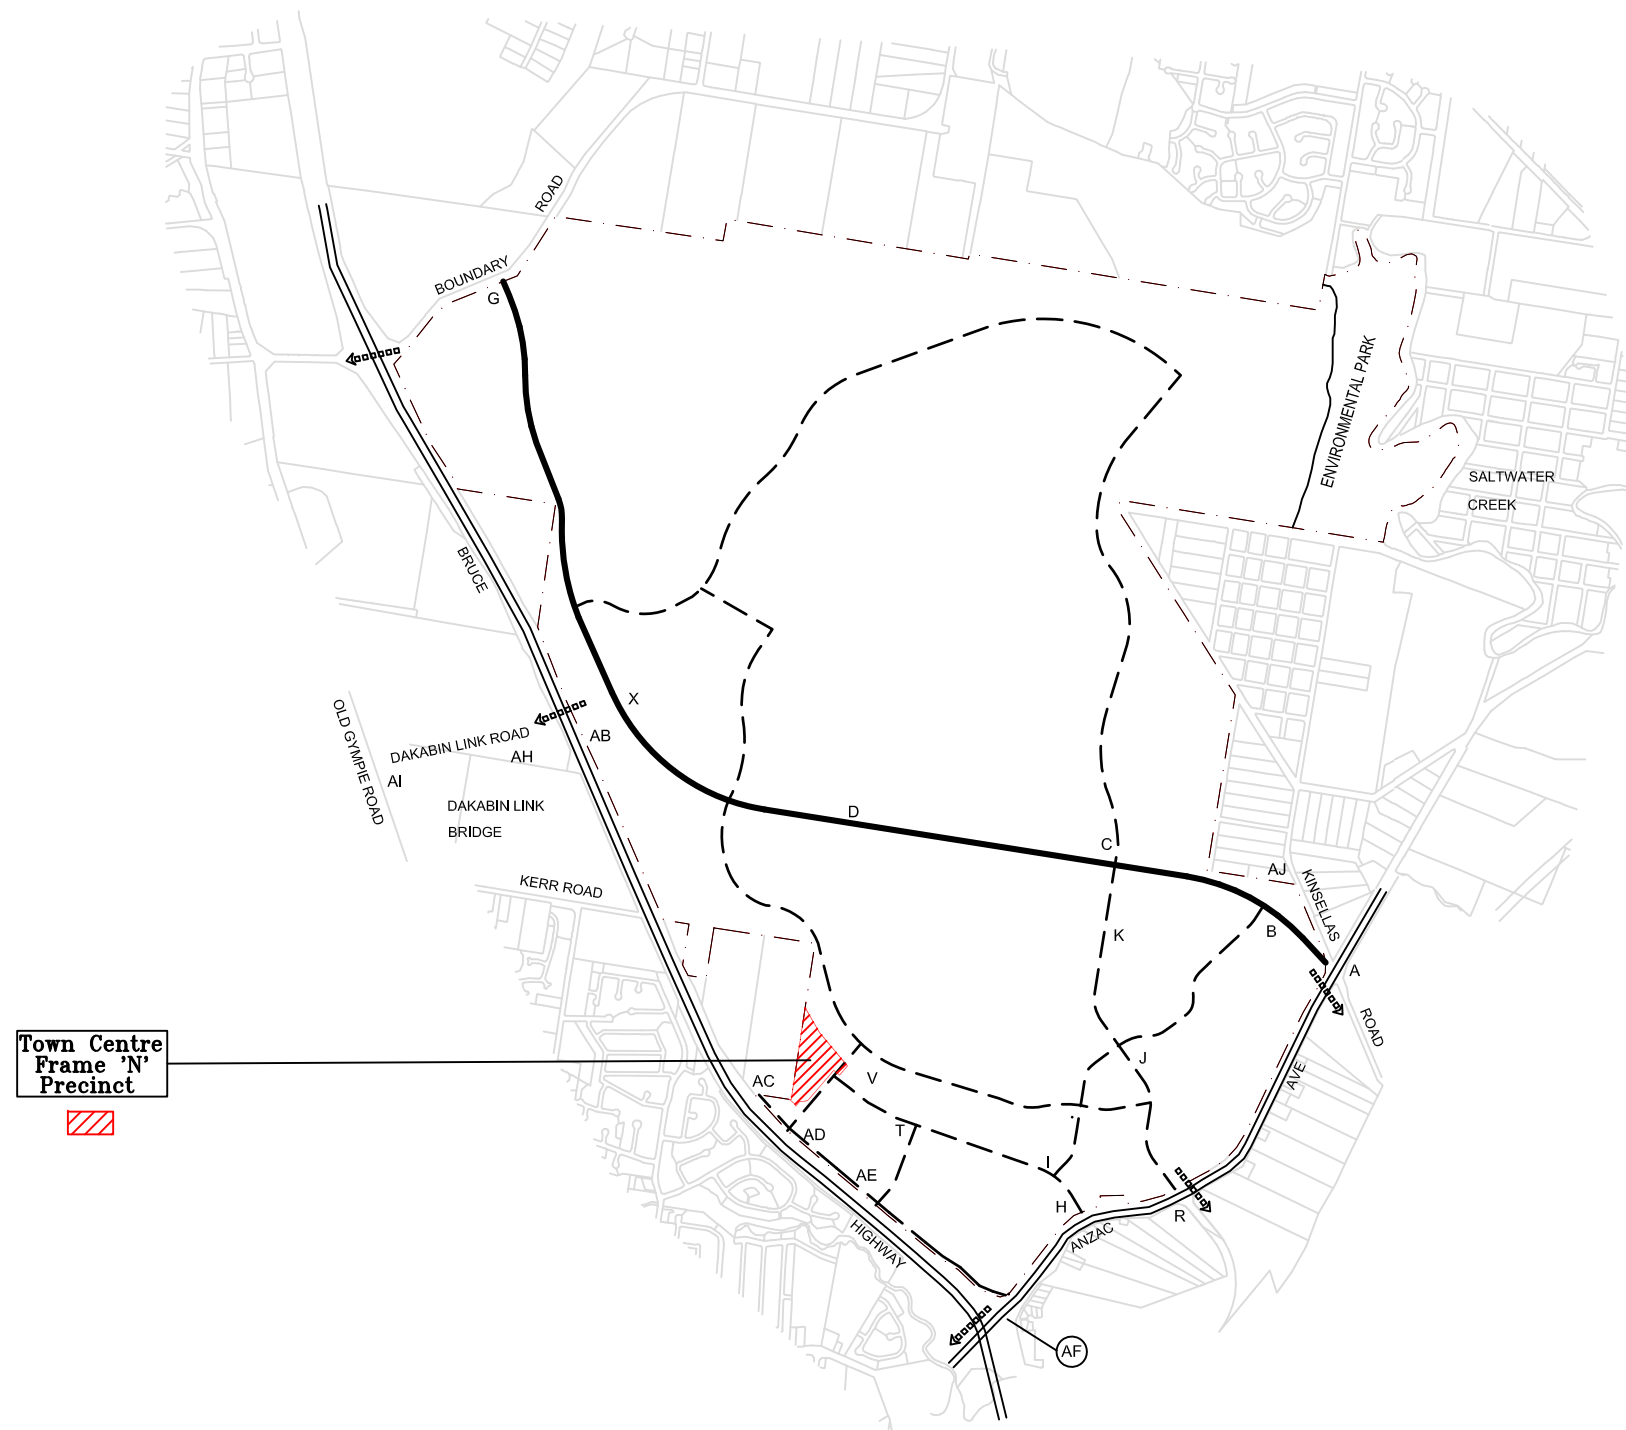 ROAD
BOUNDARY
G
ENVIRONMENTAL PARK
SALTWATER
CREEK
BRUCE
X
OLD GYMPIE ROAD
DAKABIN LINK ROAD
AB
AH
AI
DAKABIN LINK
BRIDGE
D
C
AJ
KERR ROAD
KINSELLAS
B
K
A
ROAD
Town Centre
Frame 'N'
Precinct
J
AC
V
AVE
AD
T
I
AE
H
R
HIGHWAY
ANZAC
AF